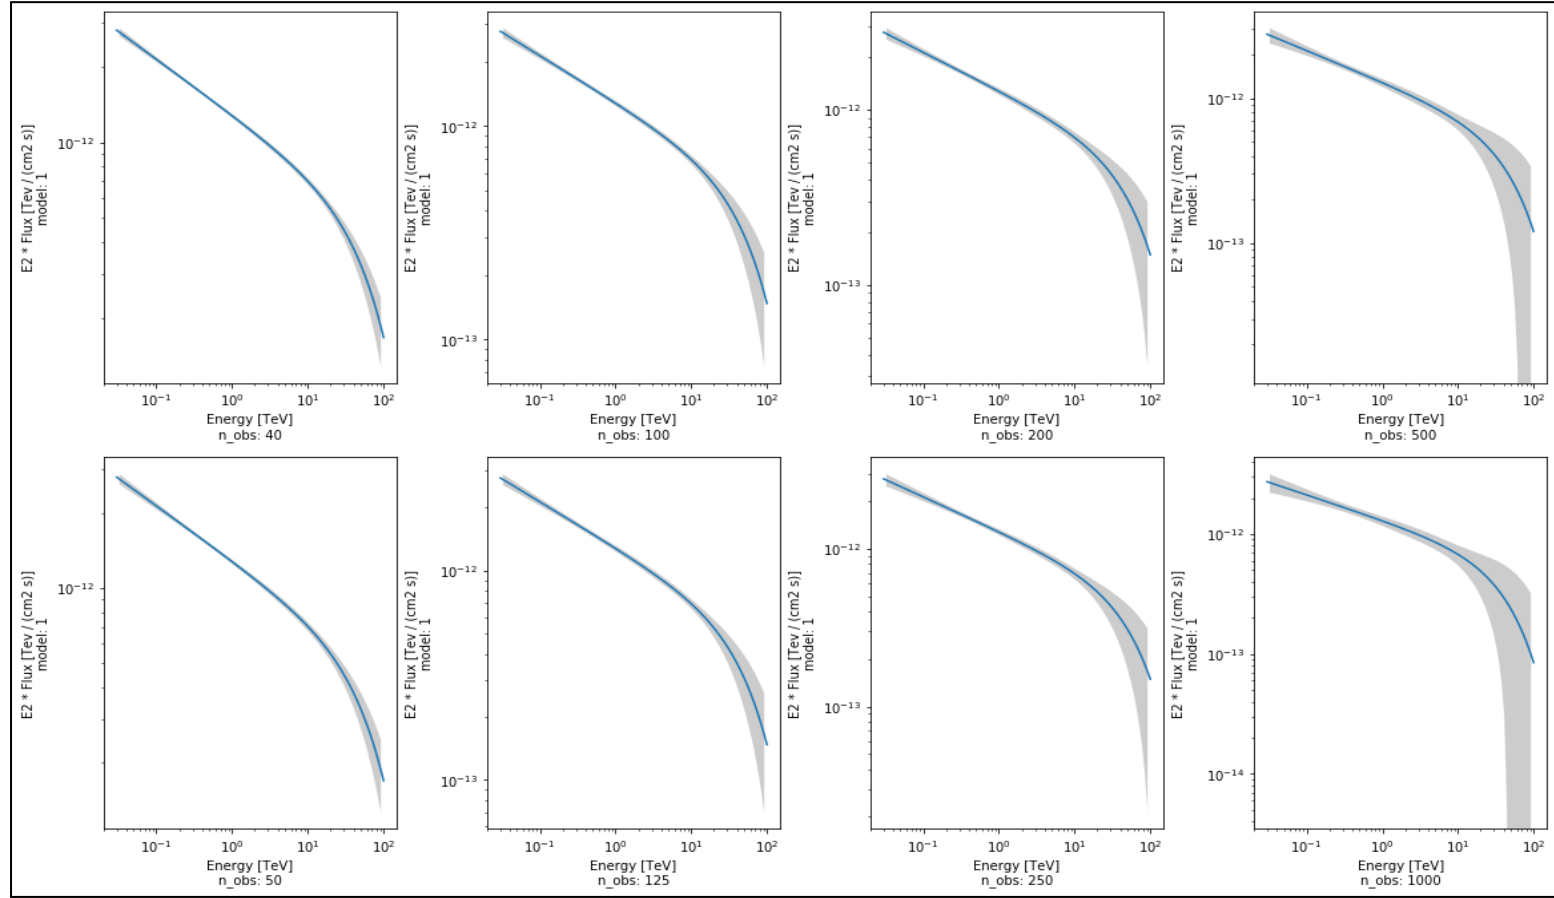 E2 * Flux [Tev / (cm2 s)]
model: 1
10⁻¹²
10⁻¹ 10⁰ 10¹ 10²
Energy [TeV]
n_obs: 40
E2 * Flux [Tev / (cm2 s)]
model: 1
10⁻¹²
10⁻¹³
10⁻¹ 10⁰ 10¹ 10²
Energy [TeV]
n_obs: 100
E2 * Flux [Tev / (cm2 s)]
model: 1
10⁻¹²
10⁻¹³
10⁻¹ 10⁰ 10¹ 10²
Energy [TeV]
n_obs: 200
E2 * Flux [Tev / (cm2 s)]
model: 1
10⁻¹²
10⁻¹³
10⁻¹ 10⁰ 10¹ 10²
Energy [TeV]
n_obs: 500
E2 * Flux [Tev / (cm2 s)]
model: 1
10⁻¹²
10⁻¹ 10⁰ 10¹ 10²
Energy [TeV]
n_obs: 50
E2 * Flux [Tev / (cm2 s)]
model: 1
10⁻¹²
10⁻¹³
10⁻¹ 10⁰ 10¹ 10²
Energy [TeV]
n_obs: 125
E2 * Flux [Tev / (cm2 s)]
model: 1
10⁻¹²
10⁻¹³
10⁻¹ 10⁰ 10¹ 10²
Energy [TeV]
n_obs: 250
E2 * Flux [Tev / (cm2 s)]
model: 1
10⁻¹²
10⁻¹³
10⁻¹⁴
10⁻¹ 10⁰ 10¹ 10²
Energy [TeV]
n_obs: 1000